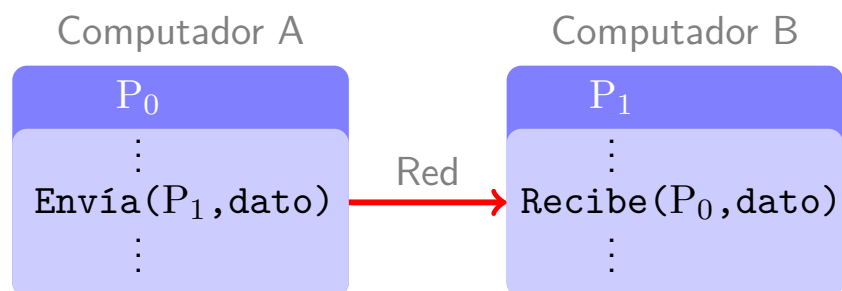 Computador A
Computador B
P₀
P₁
⋮
⋮
Envía(P₁,dato)
Red
Recibe(P₀,dato)
⋮
⋮